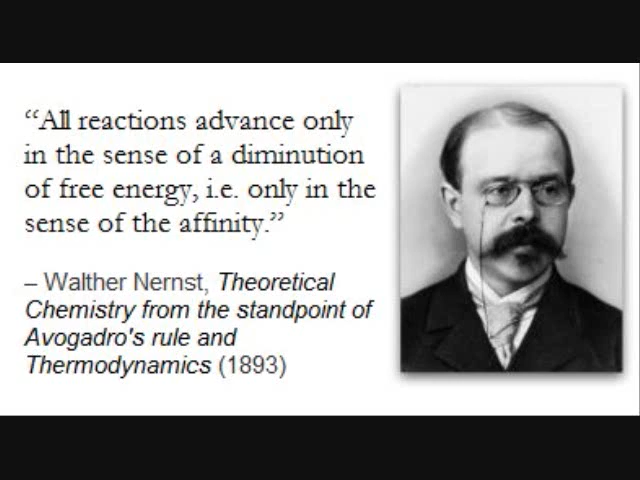 “All reactions advance only
in the sense of a diminution
of free energy, i.e. only in the
sense of the affinity.”
– Walther Nernst, Theoretical
Chemistry from the standpoint of
Avogadro's rule and
Thermodynamics (1893)